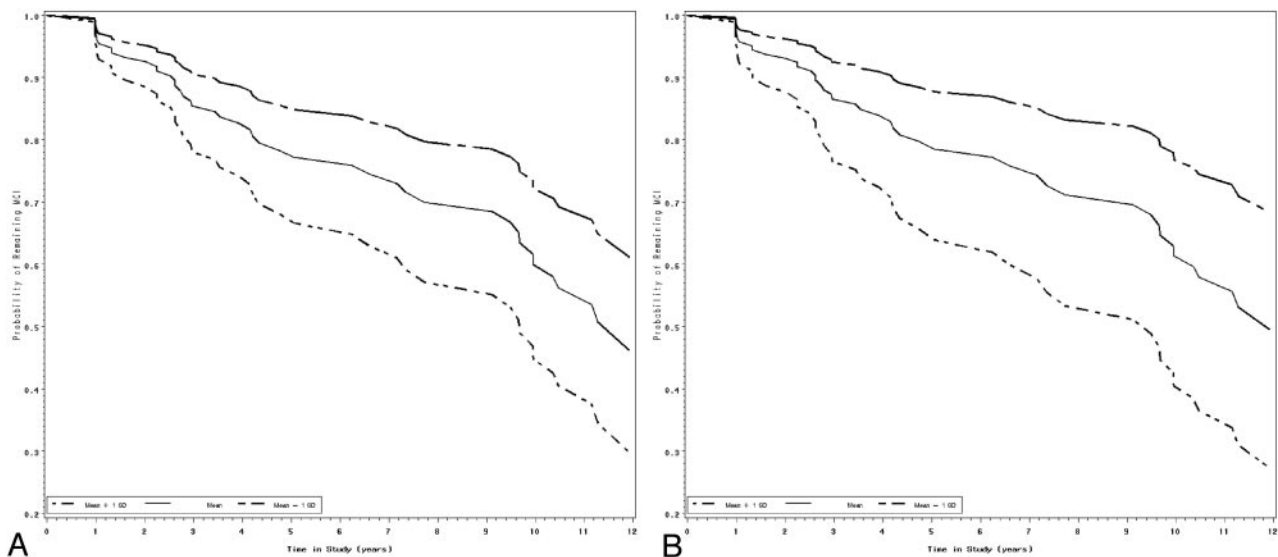 A
Probability of Remaining MCI
1.0
0.9
0.8
0.7
0.6
0.5
0.4
0.3
0.2
Mean + 1 SD Mean Mean - 1 SD
0 1 2 3 4 5 6 7 8 9 10 11 12
Time in Study (years)
B
Probability of Remaining MCI
1.0
0.9
0.8
0.7
0.6
0.5
0.4
0.3
0.2
Mean + 1 SD Mean Mean - 1 SD
0 1 2 3 4 5 6 7 8 9 10 11 12
Time in Study (years)